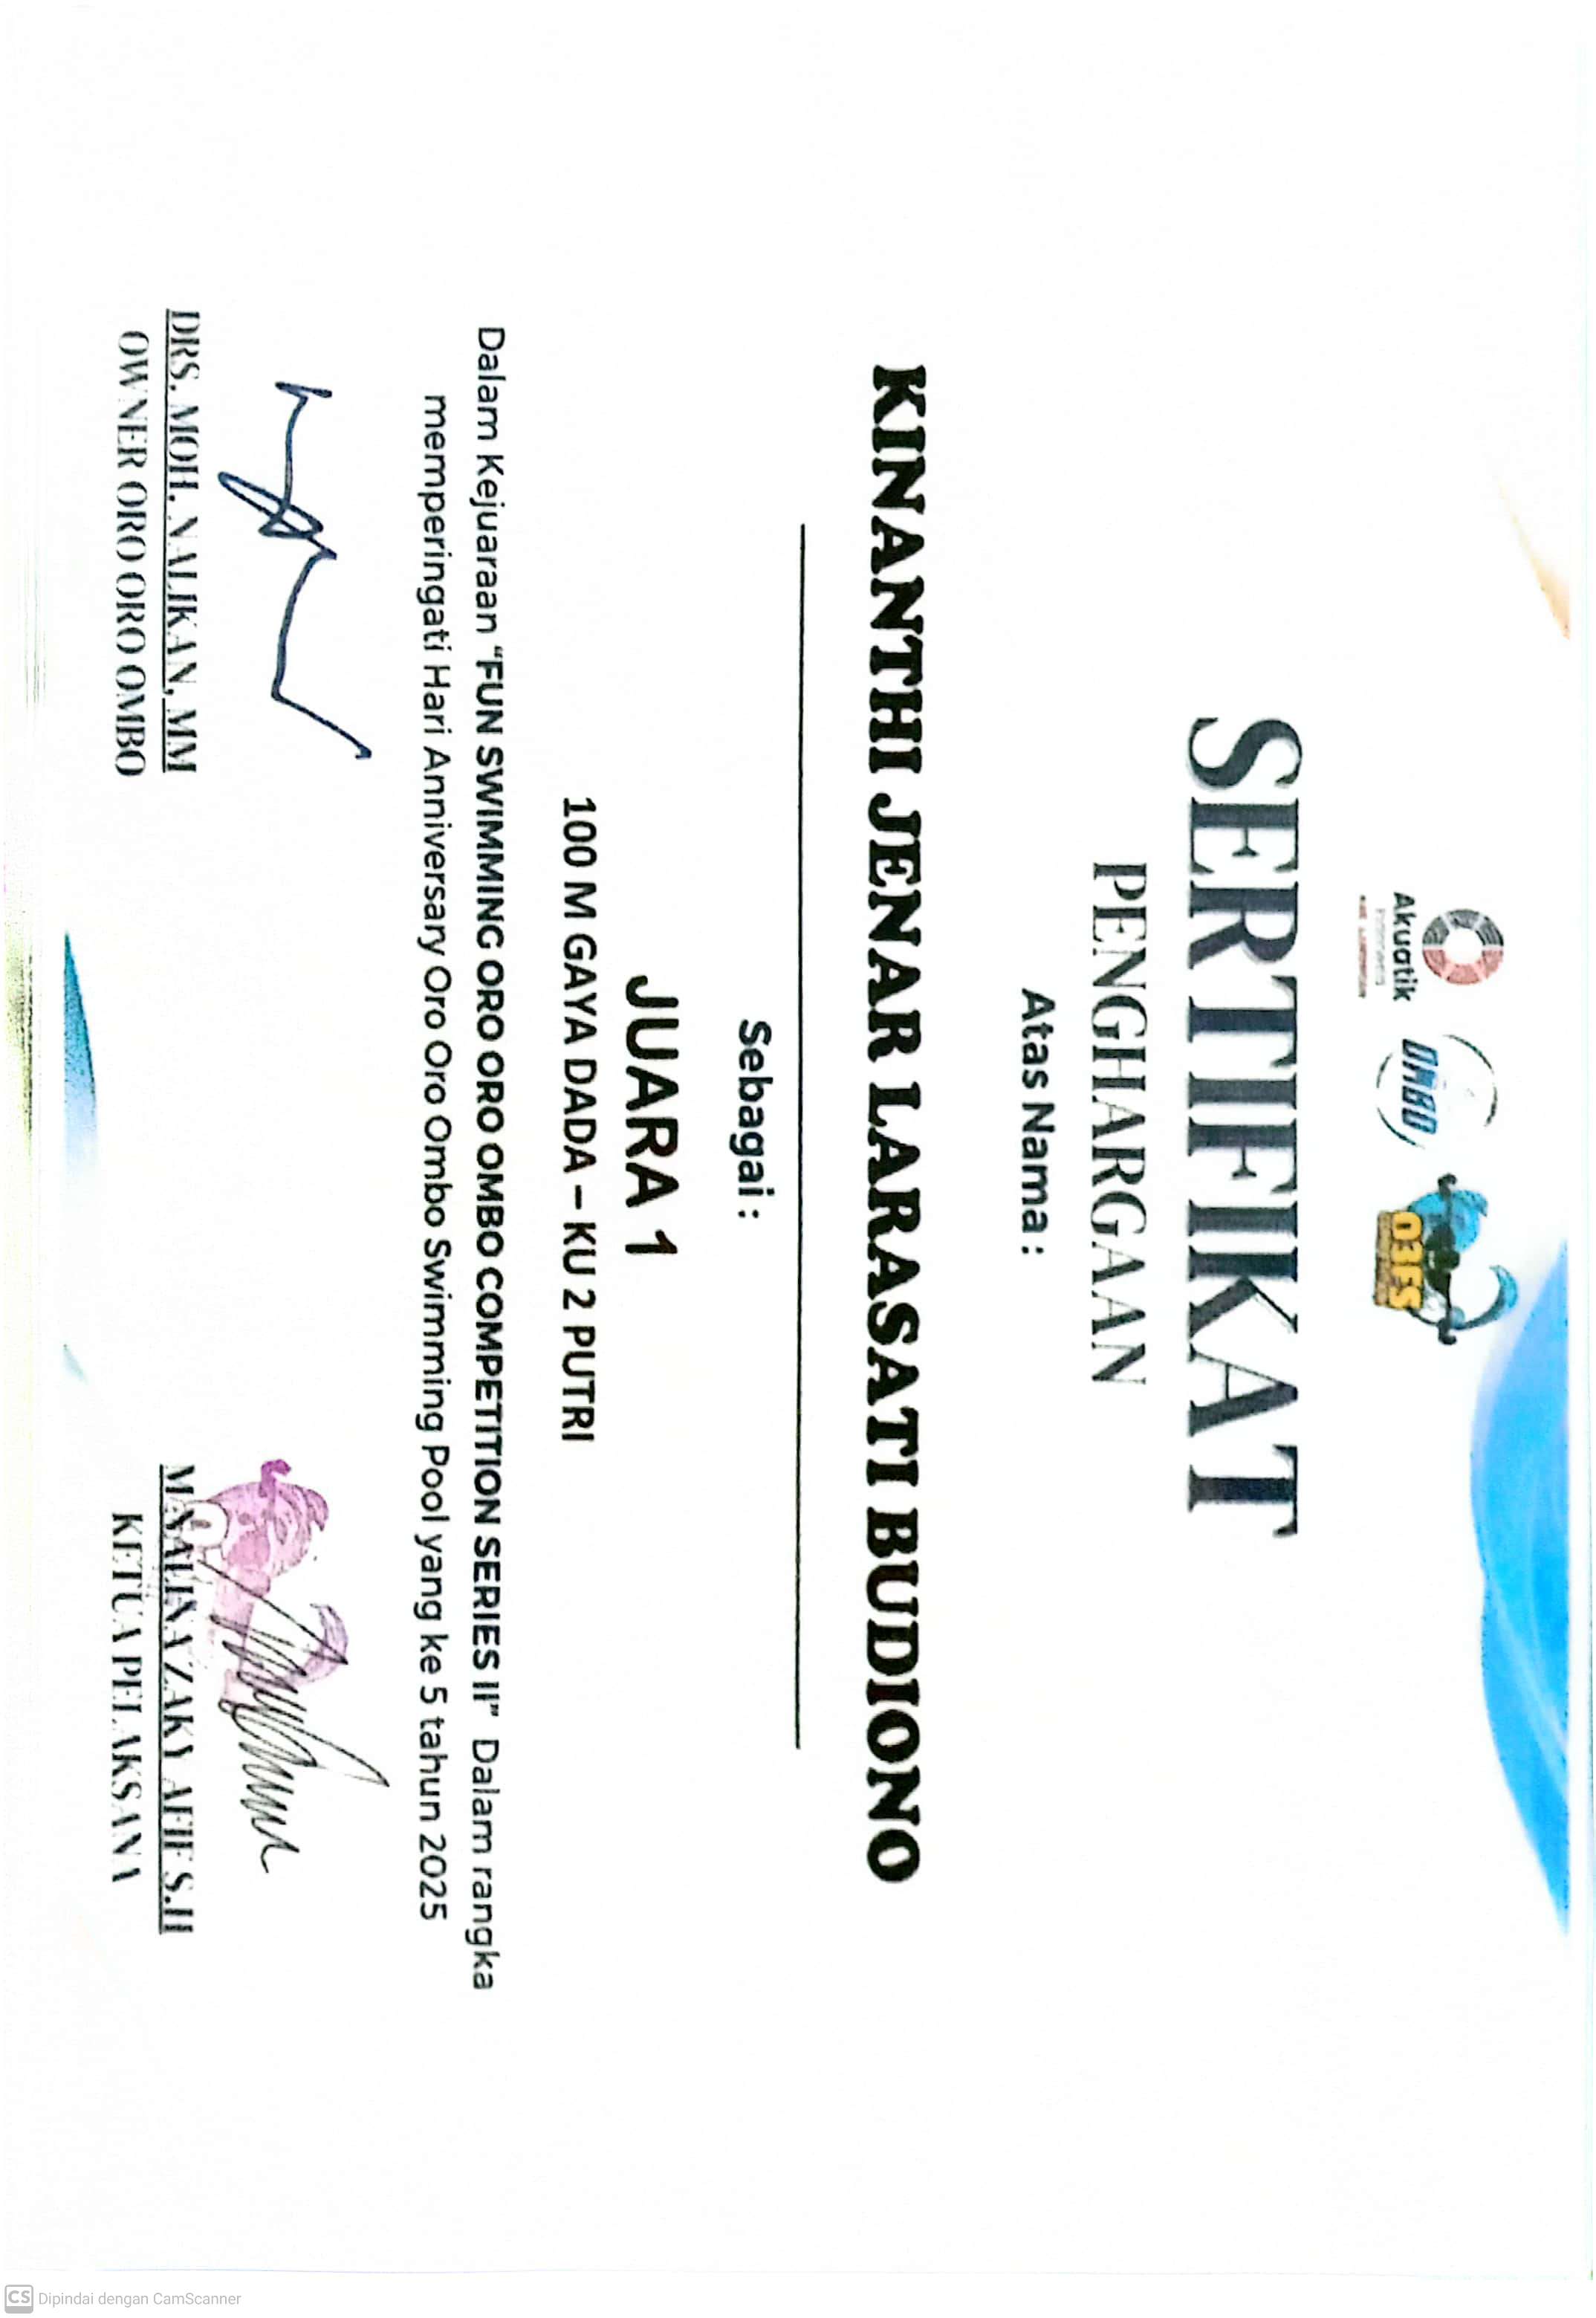 Akuatik
OMBO
O3FS
SERTIFIKAT
PENGHARGAAN
Atas Nama :
KINANTHI JENAR LARASATI BUDIONO
Sebagai :
JUARA 1
100 M GAYA DADA – KU 2 PUTRI
Dalam Kejuaraan “FUN SWIMMING ORO ORO OMBO COMPETITION SERIES II” Dalam rangka
memperingati Hari Anniversary Oro Oro Ombo Swimming Pool yang ke 5 tahun 2025
DRS. MOH. NALIKAN, MM
OWNER ORO ORO OMBO
ZAKY AFIF S.H
KETUA PELAKSANA
CS Dipindai dengan CamScanner